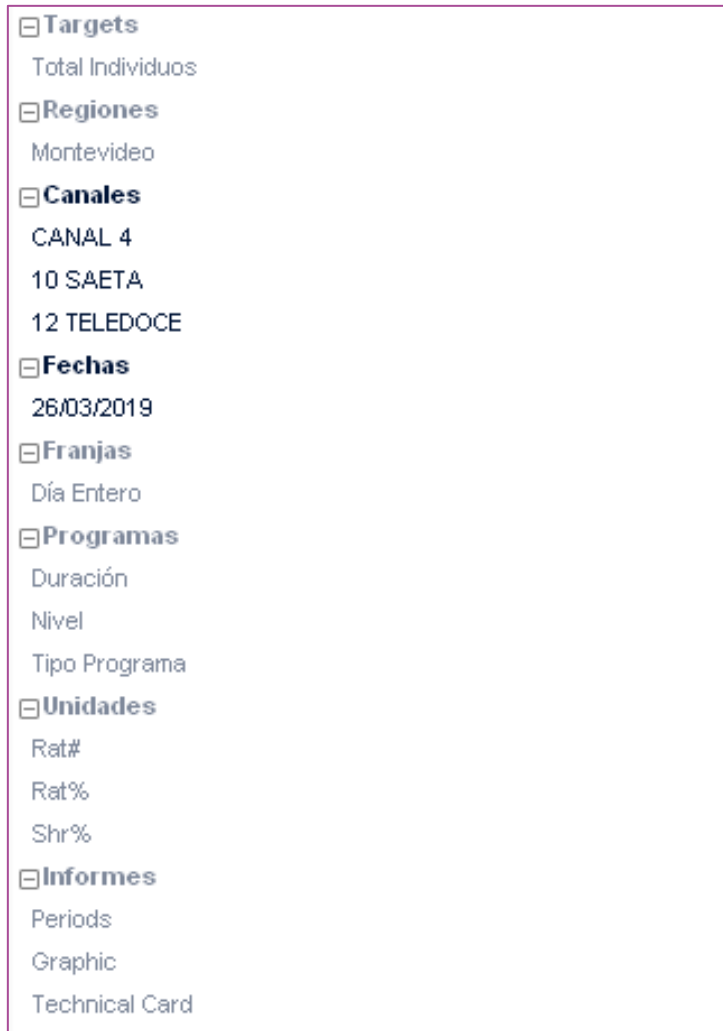 Targets
Total Individuos
Regiones
Montevideo
Canales
CANAL 4
10 SAETA
12 TELEDOCE
Fechas
26/03/2019
Franjas
Día Entero
Programas
Duración
Nivel
Tipo Programa
Unidades
Rat#
Rat%
Shr%
Informes
Periods
Graphic
Technical Card